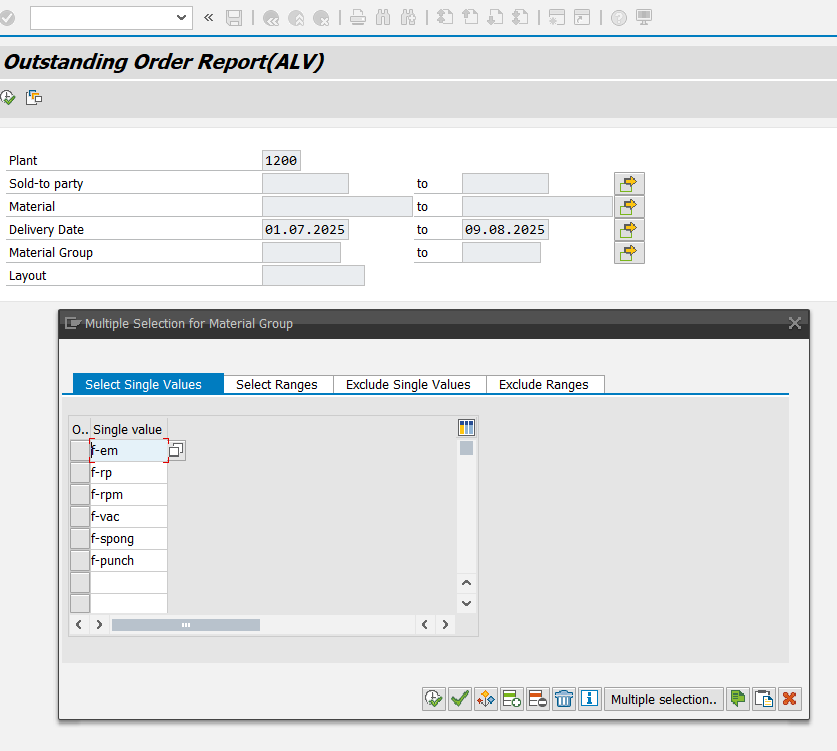 Outstanding Order Report(ALV)
Plant 1200
Sold-to party to
Material to
Delivery Date 01.07.2025 to 09.08.2025
Material Group to
Layout
Multiple Selection for Material Group
Select Single Values Select Ranges Exclude Single Values Exclude Ranges
O.. Single value
f-em
f-rp
f-rpm
f-vac
f-spong
f-punch
Multiple selection..